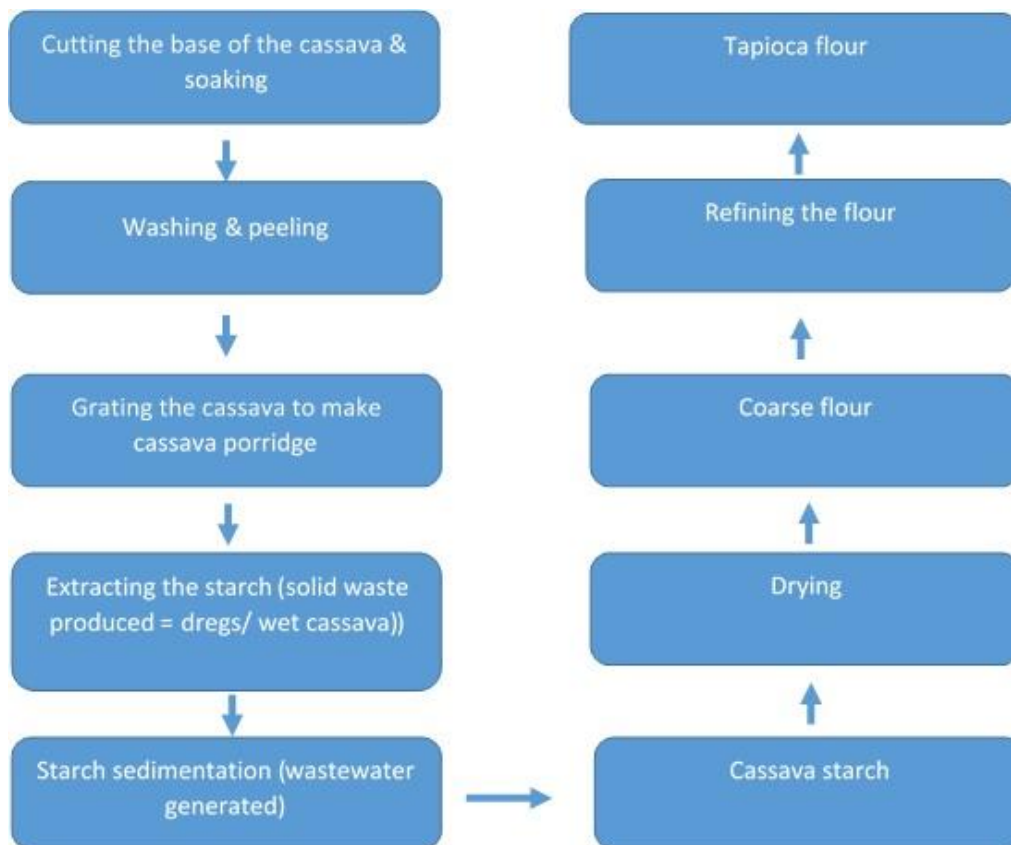 Cutting the base of the cassava &
soaking
Washing & peeling
Grating the cassava to make
cassava porridge
Extracting the starch (solid waste
produced = dregs/ wet cassava))
Starch sedimentation (wastewater
generated)
Cassava starch
Drying
Coarse flour
Refining the flour
Tapioca flour